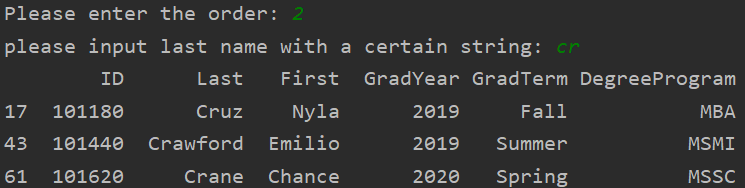 Please enter the order: 2
please input last name with a certain string: cr
ID Last First GradYear GradTerm DegreeProgram
17 101180 Cruz Nyla 2019 Fall MBA
43 101440 Crawford Emilio 2019 Summer MSMI
61 101620 Crane Chance 2020 Spring MSSC